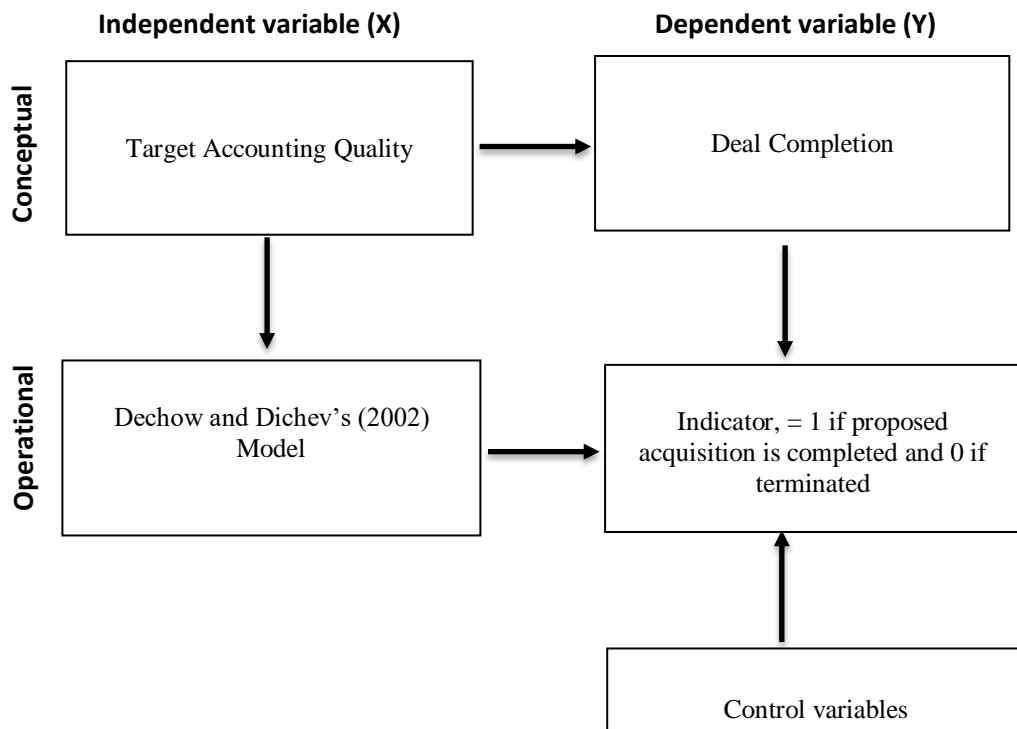 Independent variable (X)
Dependent variable (Y)
Conceptual
Target Accounting Quality
Deal Completion
Operational
Dechow and Dichev’s (2002)
Model
Indicator, = 1 if proposed
acquisition is completed and 0 if
terminated
Control variables